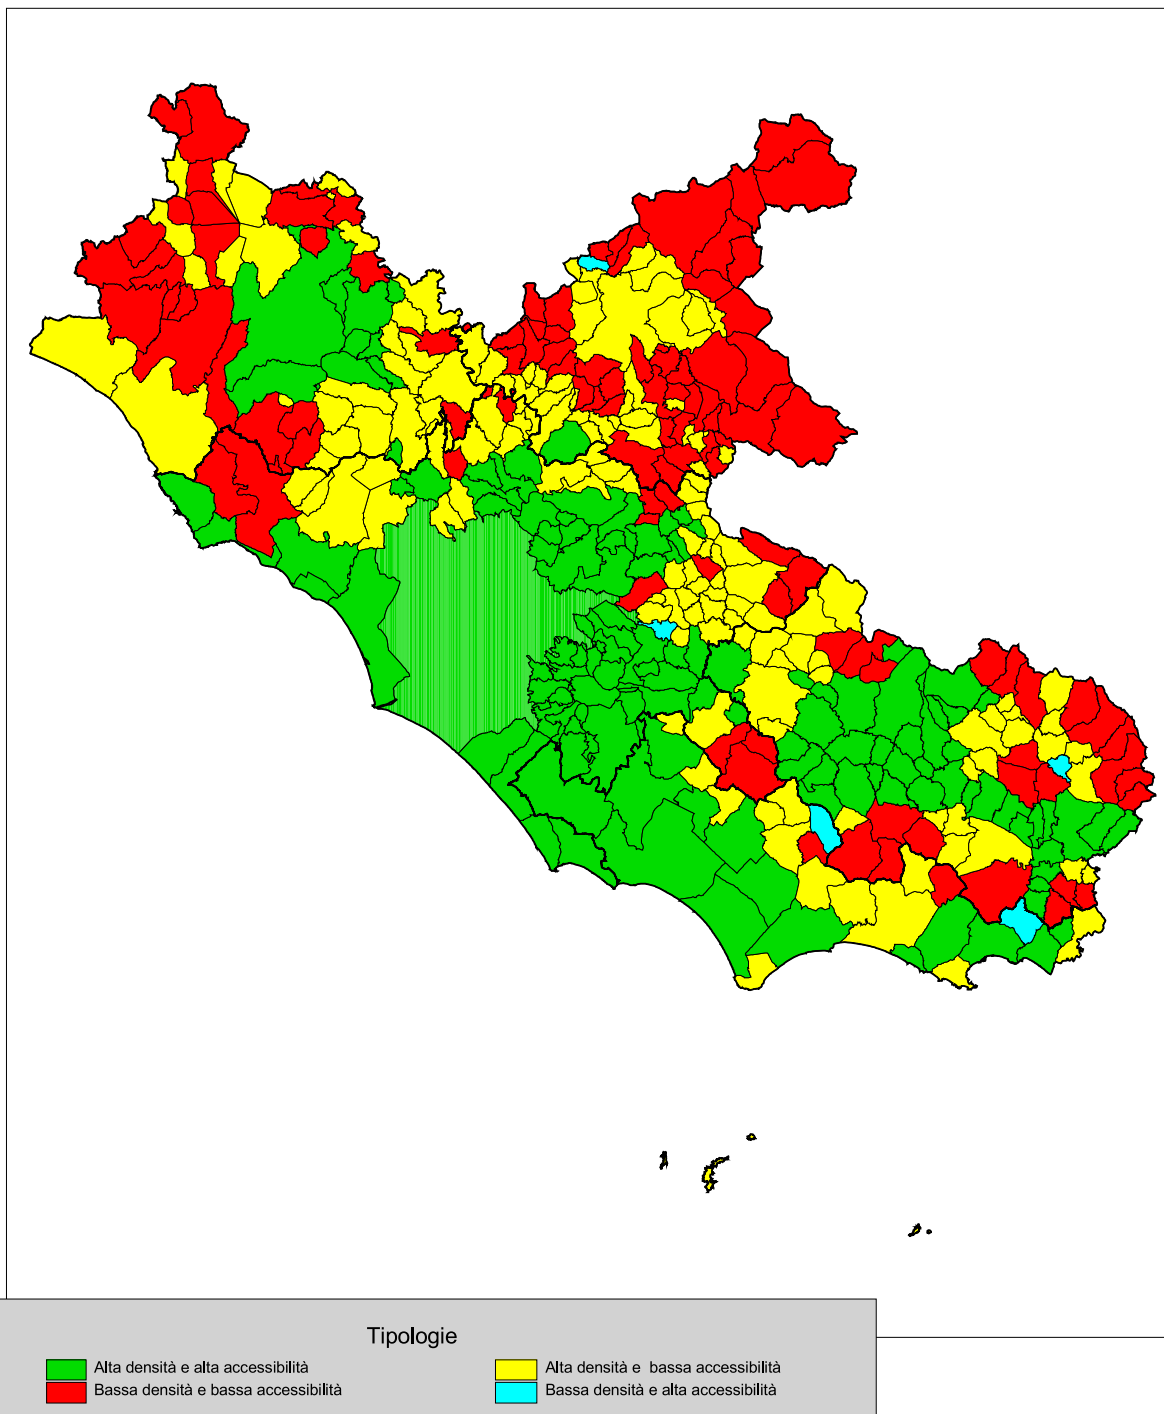 Tipologie
Alta densità e alta accessibilità
Alta densità e bassa accessibilità
Bassa densità e bassa accessibilità
Bassa densità e alta accessibilità